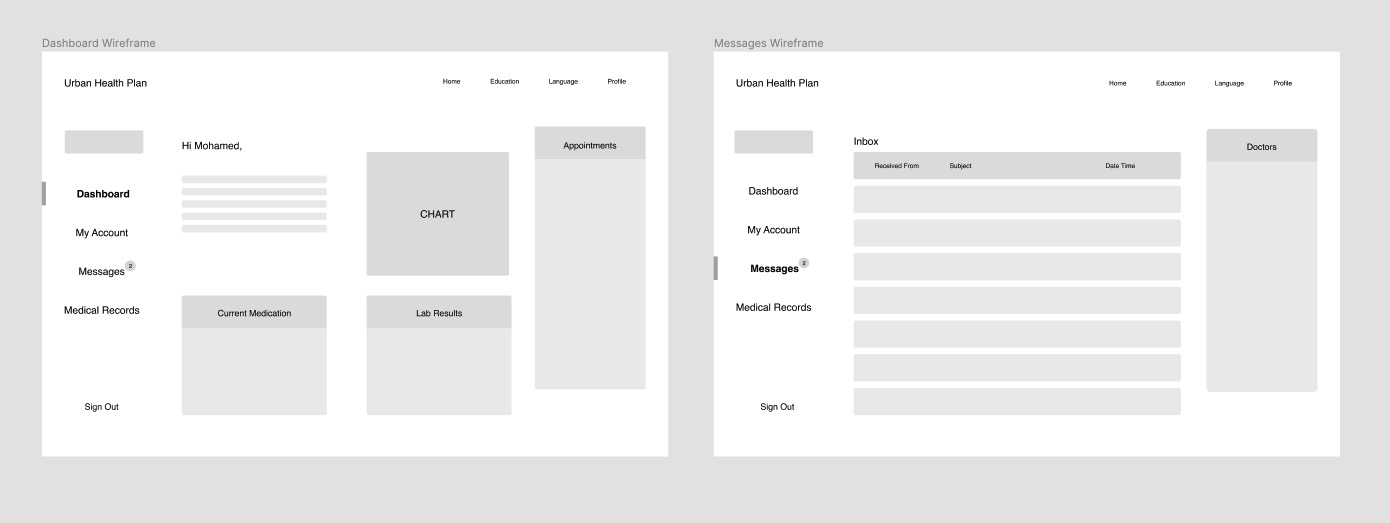 Dashboard Wireframe
Urban Health Plan
Home Education Language Profile
Hi Mohamed,
Dashboard
My Account
Messages 2
Medical Records
Sign Out
CHART
Current Medication
Lab Results
Appointments
Messages Wireframe
Urban Health Plan
Home Education Language Profile
Dashboard
My Account
Messages 2
Medical Records
Sign Out
Inbox
Received From Subject Date Time
Doctors